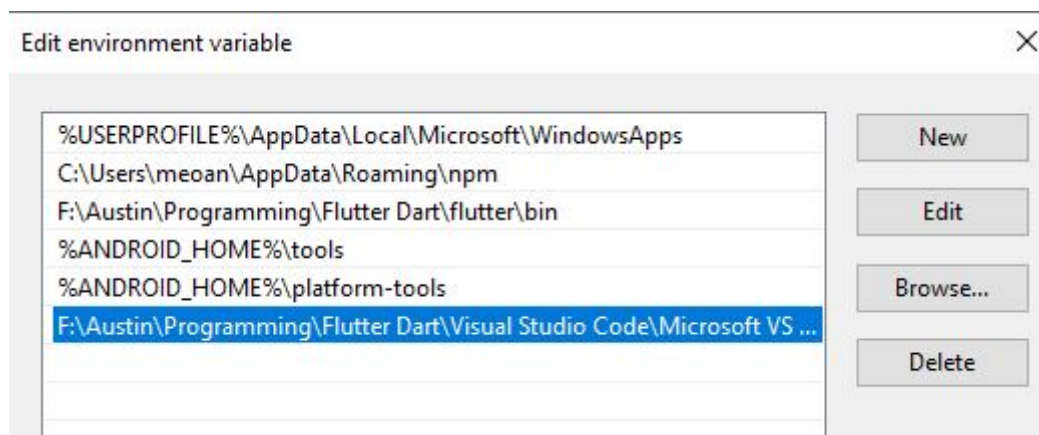 Edit environment variable
%USERPROFILE%\AppData\Local\Microsoft\WindowsApps
New
C:\Users\meoan\AppData\Roaming\npm
F:\Austin\Programming\Flutter Dart\flutter\bin
Edit
%ANDROID_HOME%\tools
%ANDROID_HOME%\platform-tools
Browse...
F:\Austin\Programming\Flutter Dart\Visual Studio Code\Microsoft VS ...
Delete